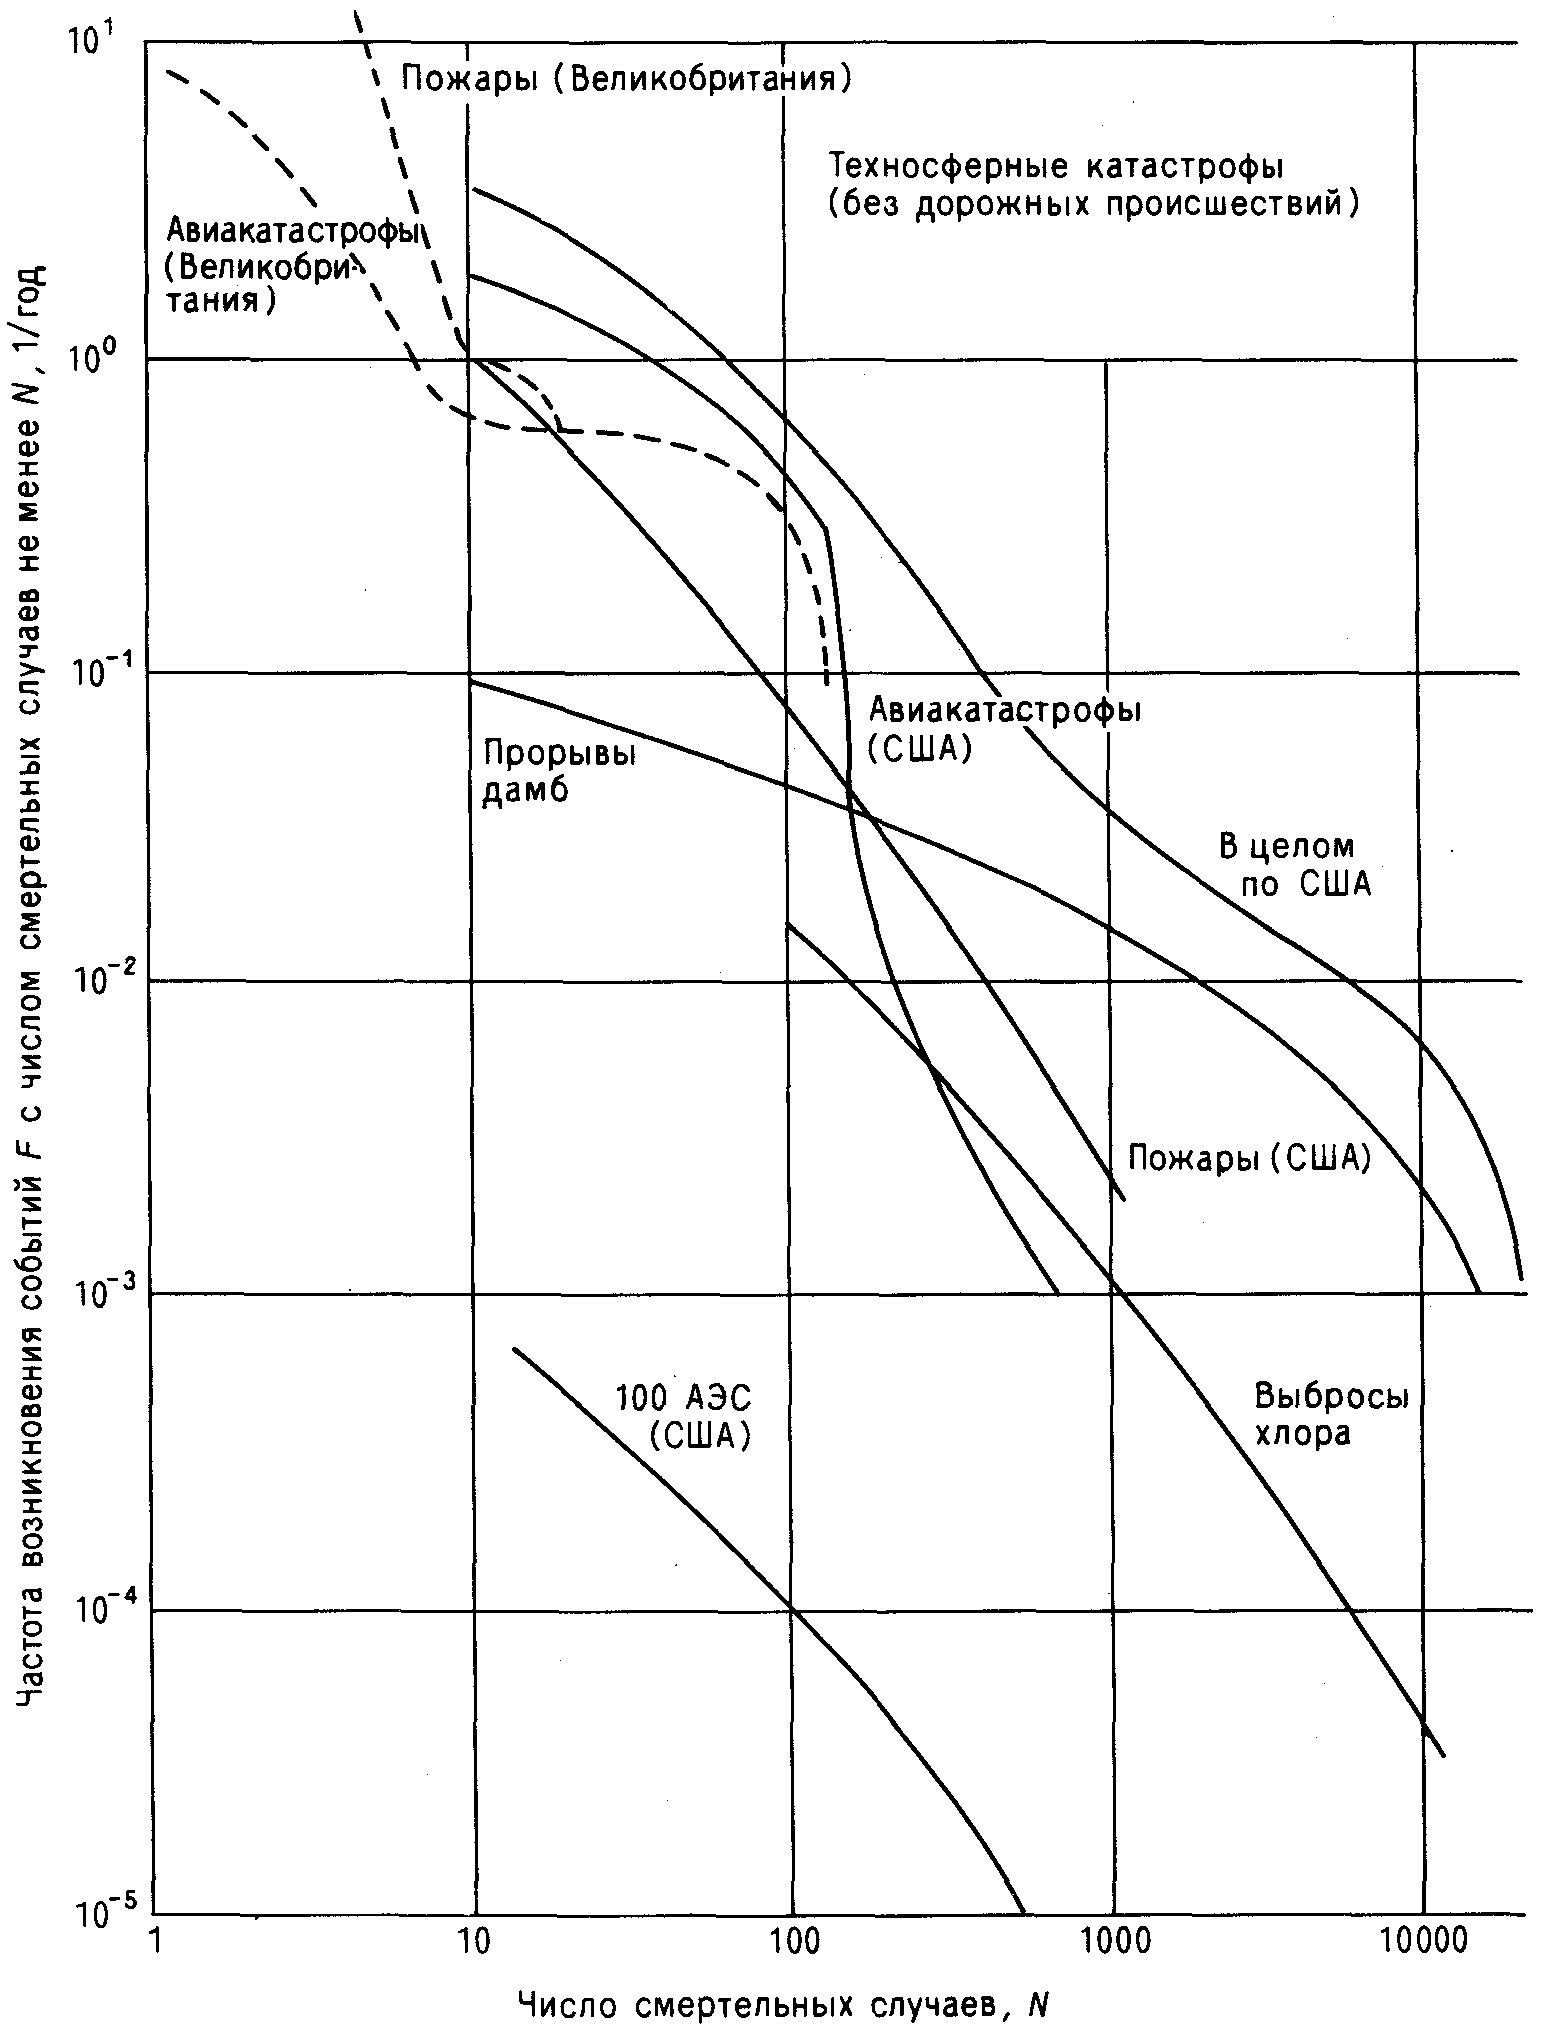 Пожары (Великобритания)
Техносферные катастрофы
(без дорожных происшествий)
Авиакатастрофы
(Великобри-
тания)
Прорывы
дамб
Авиакатастрофы
(США)
В целом
по США
Пожары (США)
100 АЭС
(США)
Выбросы
хлора
Частота возникновения событий F с числом смертельных случаев не менее N, 1/год
10¹
10⁰
10⁻¹
10⁻²
10⁻³
10⁻⁴
10⁻⁵
1 10 100 1000 10000
Число смертельных случаев, N